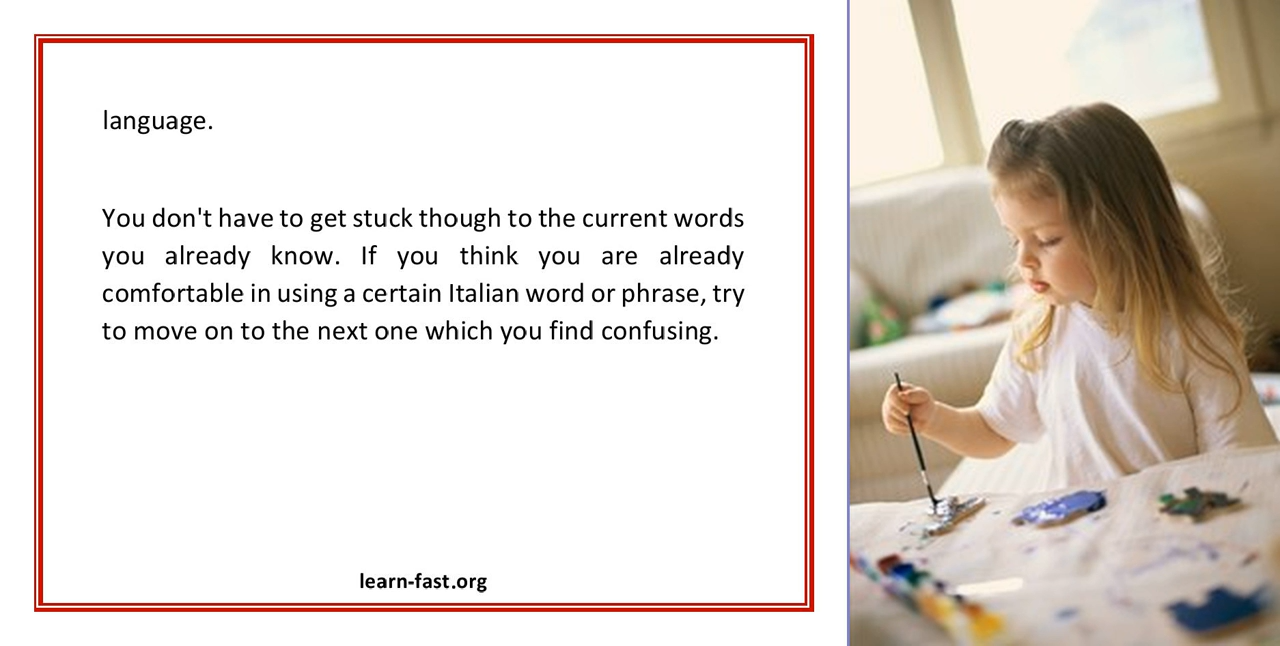 language.
You don't have to get stuck though to the current words
you already know. If you think you are already
comfortable in using a certain Italian word or phrase, try
to move on to the next one which you find confusing.
learn-fast.org